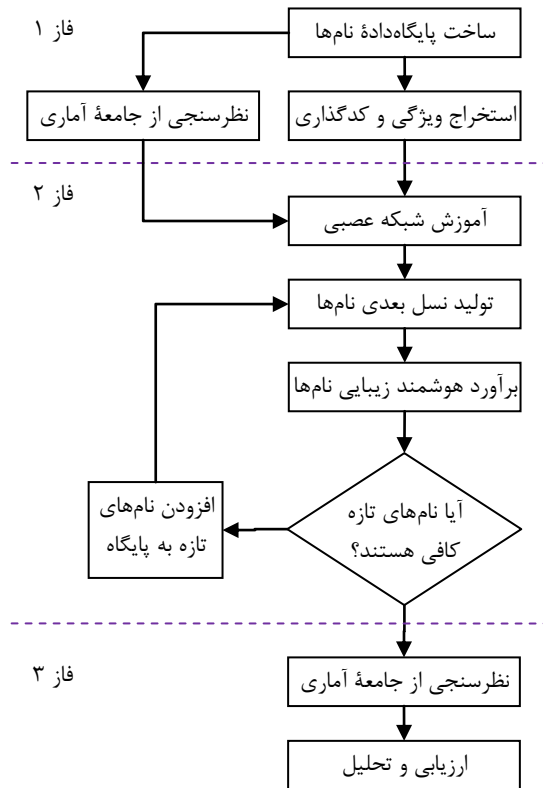 فاز ۱
ساخت پایگاه‌دادهٔ نام‌ها
استخراج ویژگی و کدگذاری
نظرسنجی از جامعهٔ آماری
فاز ۲
آموزش شبکه عصبی
تولید نسل بعدی نام‌ها
برآورد هوشمند زیبایی نام‌ها
آیا نام‌های تازه
کافی هستند؟
افزودن نام‌های
تازه به پایگاه
فاز ۳
نظرسنجی از جامعهٔ آماری
ارزیابی و تحلیل